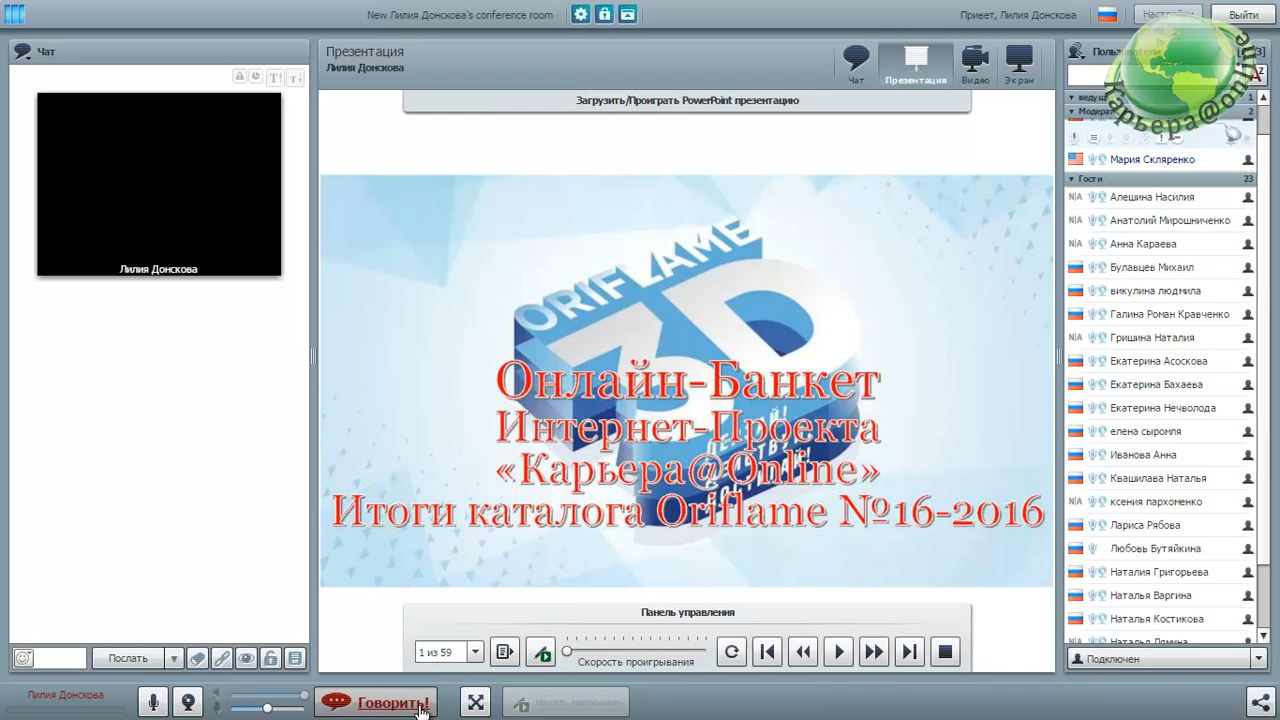 New Лилия Донскова's conference room
Привет, Лилия Донскова
Настройки
Выйти
Чат
Лилия Донскова
Послать
Презентация
Лилия Донскова
Чат
Презентация
Видео
Экран
Загрузить/Проиграть PowerPoint презентацию
ORIFLAME
3D
Онлайн-Банкет
Интернет-Проекта
«Карьера@Online»
Итоги каталога Oriflame №16-2016
Панель управления
1 из 59
Скорость проигрывания
Карьера@online
1
2
Мария Скляренко
Гости 23
N/A Алешина Насилия
N/A Анатолий Мирошниченко
N/A Анна Караева
Булавцев Михаил
викулина людмила
Галина Роман Кравченко
N/A Гришина Наталия
Екатерина Асоскова
Екатерина Бахаева
Екатерина Нечволода
елена сыромля
Иванова Анна
Квашилава Наталья
N/A ксения пархоменко
Лариса Рябова
Любовь Бутяйкина
Наталия Григорьева
Наталья Варгина
Наталья Костикова
Подключен
Лилия Донскова
Говорить!